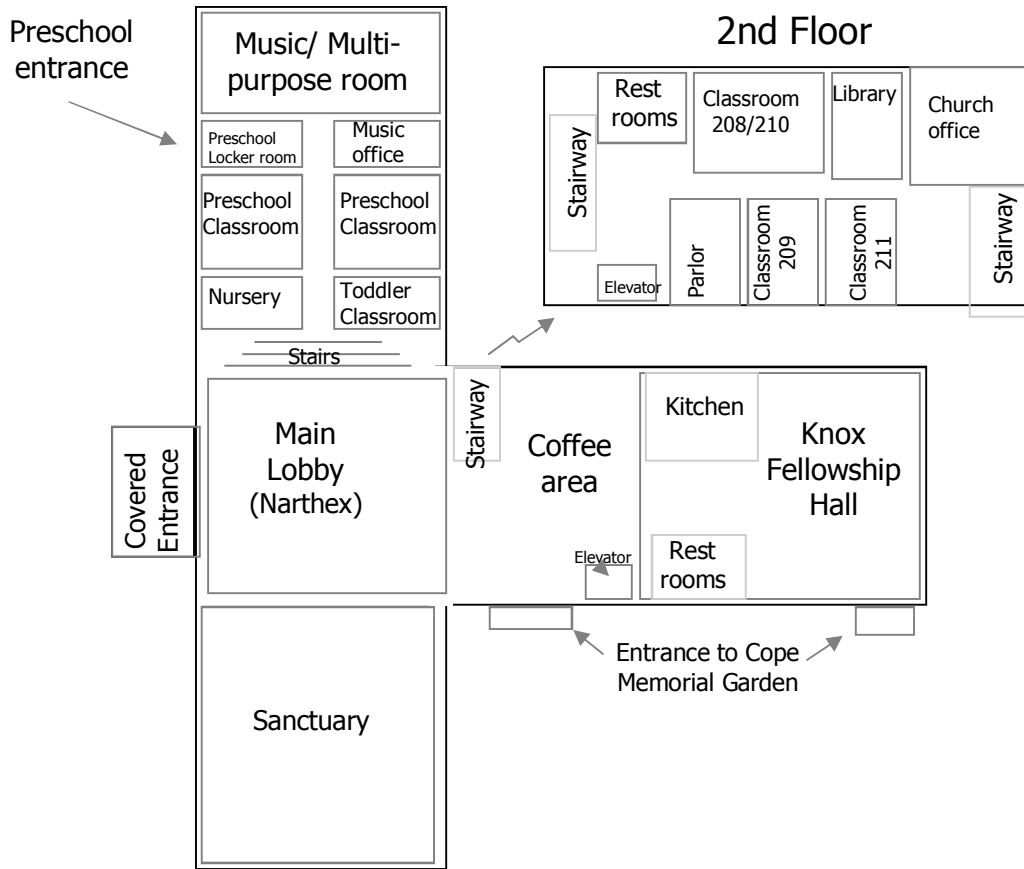 Preschool
entrance
Music/ Multi-
purpose room
Preschool
Locker room
Music
office
Preschool
Classroom
Preschool
Classroom
Nursery
Toddler
Classroom
Stairs
2nd Floor
Stairway
Rest
rooms
Classroom
208/210
Library
Church
office
Elevator
Parlor
Classroom
209
Classroom
211
Stairway
Covered
Entrance
Main
Lobby
(Narthex)
Stairway
Coffee
area
Kitchen
Knox
Fellowship
Hall
Elevator
Rest
rooms
Entrance to Cope
Memorial Garden
Sanctuary